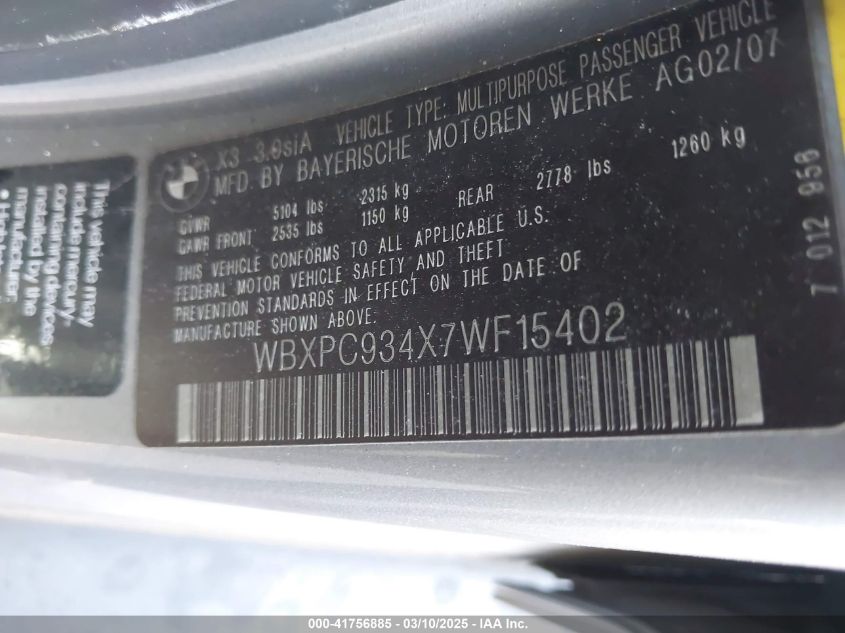 X3 3.0siA VEHICLE TYPE: MULTIPURPOSE PASSENGER VEHICLE
MFD. BY BAYERISCHE MOTOREN WERKE AG 02/07
GVWR 5104 lbs 2315 kg
GAWR FRONT 2535 lbs 1150 kg REAR 2778 lbs 1260 kg
THIS VEHICLE CONFORMS TO ALL APPLICABLE U.S.
FEDERAL MOTOR VEHICLE SAFETY AND THEFT
PREVENTION STANDARDS IN EFFECT ON THE DATE OF
MANUFACTURE SHOWN ABOVE.
WBXPC934X7WF15402
7 012 958
This vehicle may
include mercury-
containing devices
installed by the
manufacturer:
000-41756885 - 03/10/2025 - IAA Inc.